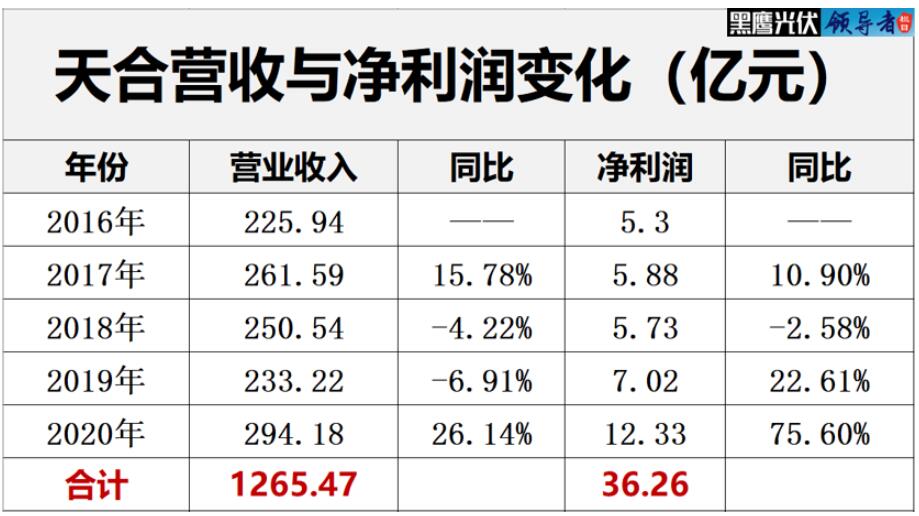 黑鹰光伏 领导者
天合营收与净利润变化（亿元）
年份 营业收入 同比 净利润 同比
2016年 225.94 —— 5.3 ——
2017年 261.59 15.78% 5.88 10.90%
2018年 250.54 -4.22% 5.73 -2.58%
2019年 233.22 -6.91% 7.02 22.61%
2020年 294.18 26.14% 12.33 75.60%
合计 1265.47 36.26